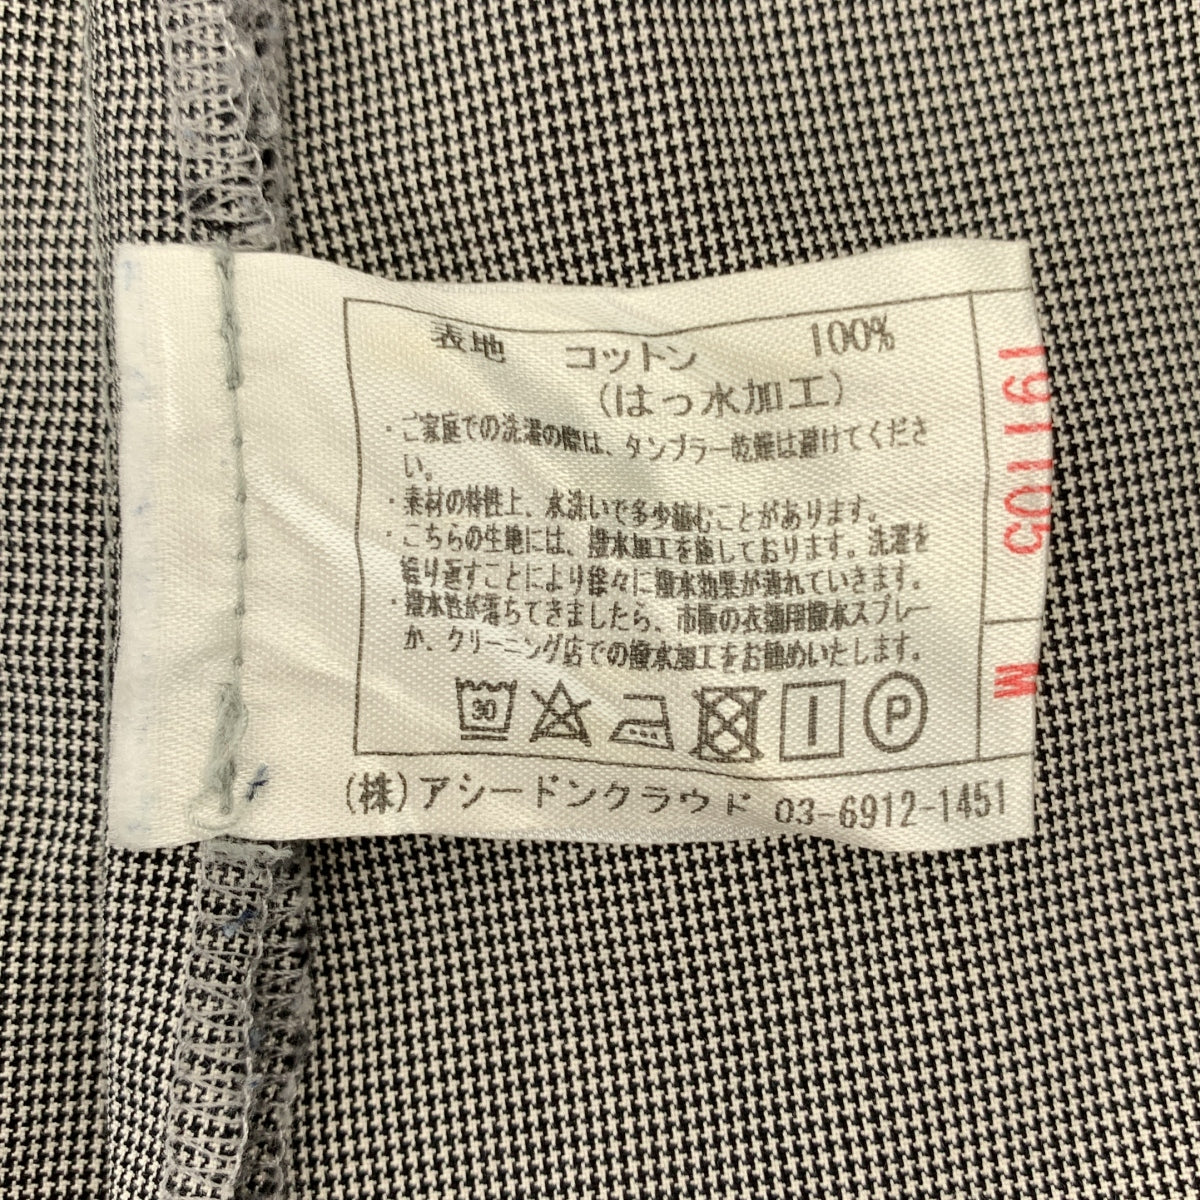 表地 コットン 100%
(はっ水加工)
・ご家庭での洗濯の際は、タンブラー乾燥は避けてくださ
い。
・素材の特性上、水洗いで多少縮むことがあります。
・こちらの生地には、撥水加工を施しております。洗濯を
繰り返すことにより徐々に撥水効果が薄れていきます。
・撥水性が落ちてきましたら、市販の衣類用撥水スプレー
か、クリーニング店での撥水加工をお勧めいたします。
30
P
(株)アシードンクラウド 03-6912-1451
191105
M